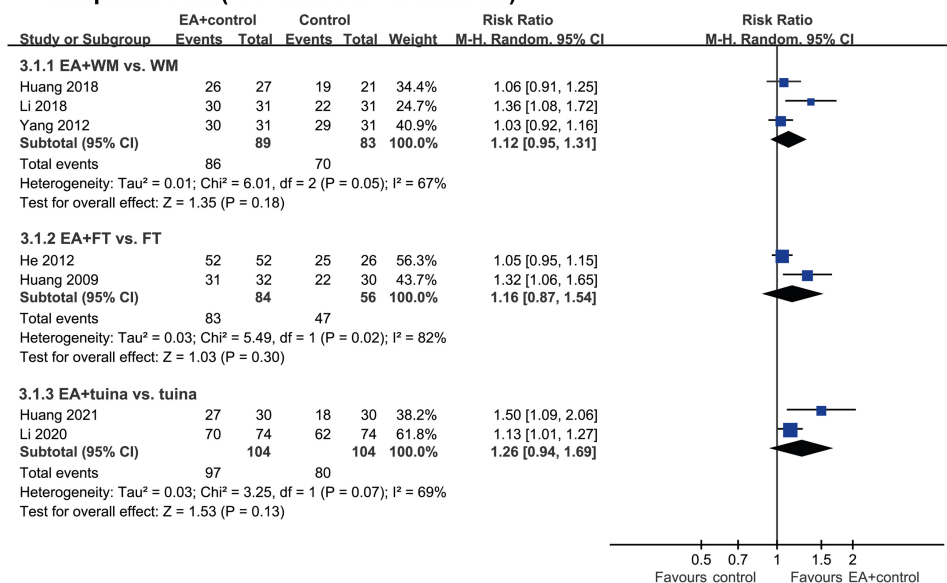 EA+control Control Risk Ratio Risk Ratio
Study or Subgroup Events Total Events Total Weight M-H, Random, 95% CI M-H, Random, 95% CI
3.1.1 EA+WM vs. WM
Huang 2018 26 27 19 21 34.4% 1.06 [0.91, 1.25]
Li 2018 30 31 22 31 24.7% 1.36 [1.08, 1.72]
Yang 2012 30 31 29 31 40.9% 1.03 [0.92, 1.16]
Subtotal (95% CI) 89 83 100.0% 1.12 [0.95, 1.31]
Total events 86 70
Heterogeneity: Tau² = 0.01; Chi² = 6.01, df = 2 (P = 0.05); I² = 67%
Test for overall effect: Z = 1.35 (P = 0.18)
3.1.2 EA+FT vs. FT
He 2012 52 52 25 26 56.3% 1.05 [0.95, 1.15]
Huang 2009 31 32 22 30 43.7% 1.32 [1.06, 1.65]
Subtotal (95% CI) 84 56 100.0% 1.16 [0.87, 1.54]
Total events 83 47
Heterogeneity: Tau² = 0.03; Chi² = 5.49, df = 1 (P = 0.02); I² = 82%
Test for overall effect: Z = 1.03 (P = 0.30)
3.1.3 EA+tuina vs. tuina
Huang 2021 27 30 18 30 38.2% 1.50 [1.09, 2.06]
Li 2020 70 74 62 74 61.8% 1.13 [1.01, 1.27]
Subtotal (95% CI) 104 104 100.0% 1.26 [0.94, 1.69]
Total events 97 80
Heterogeneity: Tau² = 0.03; Chi² = 3.25, df = 1 (P = 0.07); I² = 69%
Test for overall effect: Z = 1.53 (P = 0.13)
0.5 0.7 1 1.5 2
Favours control Favours EA+control